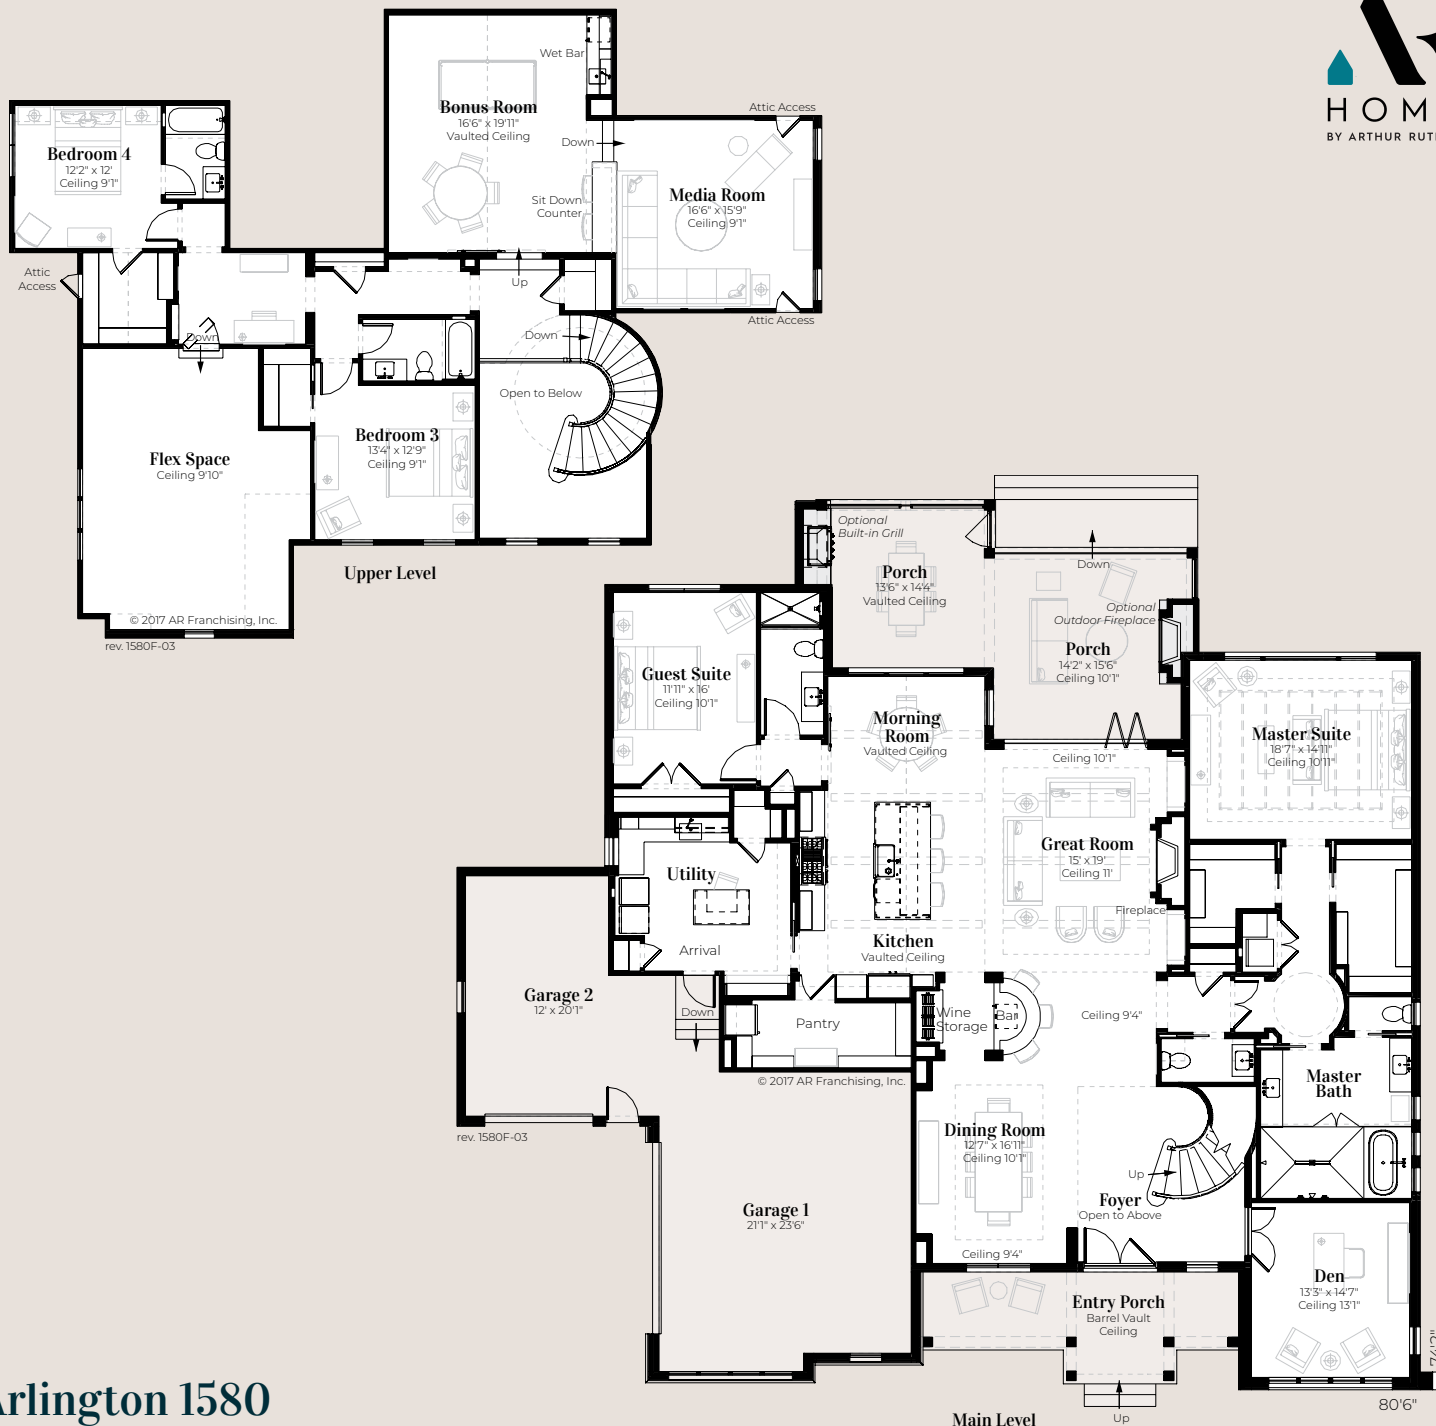 HOM
BY ARTHUR RUT
Wet Bar
Bonus Room
16'6" x 19'11"
Vaulted Ceiling
Attic Access
Down
Bedroom 4
12'2" x 12'
Ceiling 9'1"
Media Room
16'6" x 15'9"
Ceiling 9'1"
Sit Down
Counter
Attic
Access
Up
Attic Access
Down
Down
Open to Below
Bedroom 3
13'4" x 12'9"
Ceiling 9'1"
Flex Space
Ceiling 9'10"
Upper Level
© 2017 AR Franchising, Inc.
rev. 1580F-03
Optional
Built-in Grill
Porch
13'6" x 14'4"
Vaulted Ceiling
Down
Optional
Outdoor Fireplace
Porch
14'2" x 15'6"
Ceiling 10'1"
Guest Suite
11'11" x 16'
Ceiling 10'1"
Morning
Room
Vaulted Ceiling
Ceiling 10'1"
Master Suite
18'7" x 14'11"
Ceiling 10'11"
Great Room
15' x 19'
Ceiling 11'
Fireplace
Utility
Arrival
Kitchen
Vaulted Ceiling
Garage 2
12' x 20'1"
Down
Pantry
Wine
Storage
Bar
Ceiling 9'4"
© 2017 AR Franchising, Inc.
Master
Bath
rev. 1580F-03
Dining Room
12'7" x 16'11"
Ceiling 10'1"
Up
Foyer
Open to Above
Garage 1
21'1" x 23'6"
Ceiling 9'4"
Den
13'3" x 14'7"
Ceiling 13'1"
Entry Porch
Barrel Vault
Ceiling
80'6"
Arlington 1580
Main Level
Up